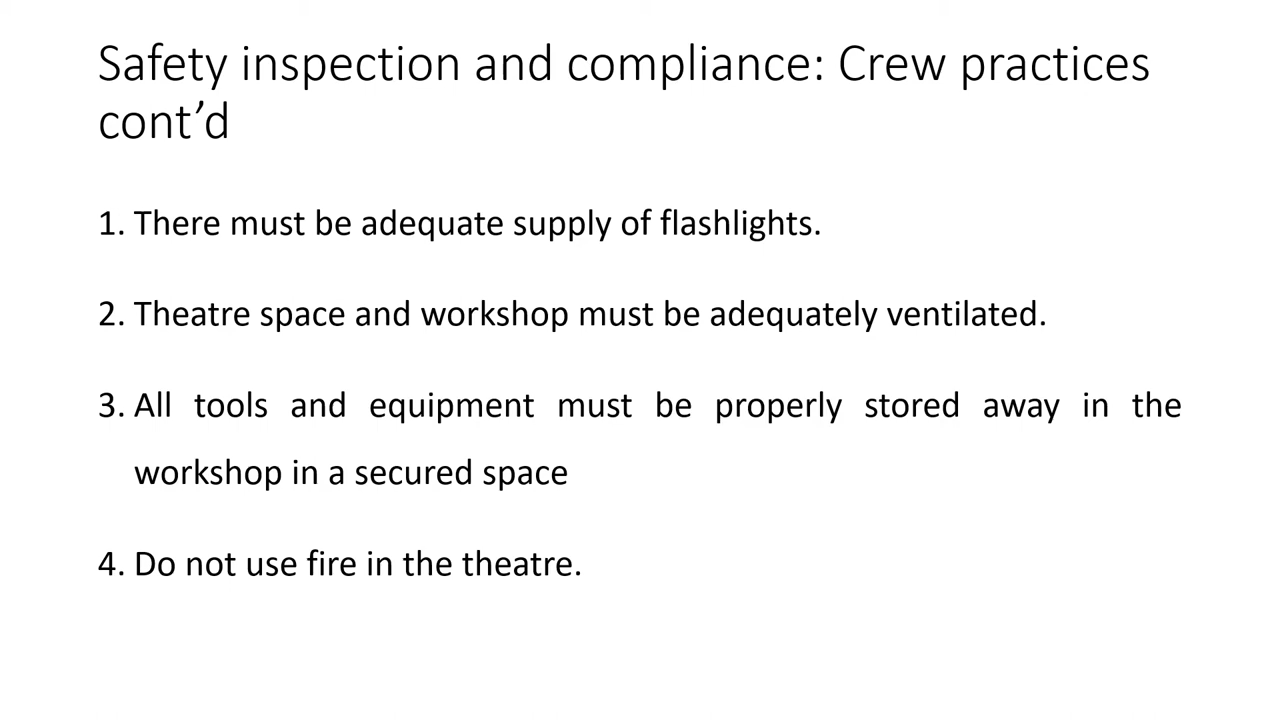 Safety inspection and compliance: Crew practices
cont’d
1. There must be adequate supply of flashlights.
2. Theatre space and workshop must be adequately ventilated.
3. All tools and equipment must be properly stored away in the
workshop in a secured space
4. Do not use fire in the theatre.